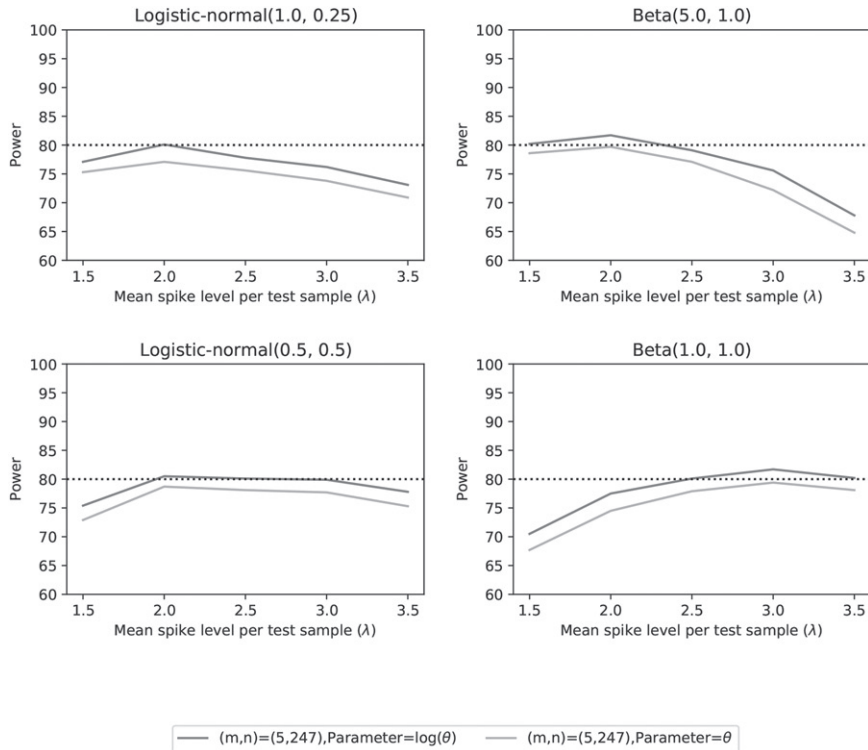 Logistic-normal(1.0, 0.25)
100
95
90
85
80
75
70
65
60
Power
1.5 2.0 2.5 3.0 3.5
Mean spike level per test sample (λ)
Beta(5.0, 1.0)
100
95
90
85
80
75
70
65
60
Power
1.5 2.0 2.5 3.0 3.5
Mean spike level per test sample (λ)
Logistic-normal(0.5, 0.5)
100
95
90
85
80
75
70
65
60
Power
1.5 2.0 2.5 3.0 3.5
Mean spike level per test sample (λ)
Beta(1.0, 1.0)
100
95
90
85
80
75
70
65
60
Power
1.5 2.0 2.5 3.0 3.5
Mean spike level per test sample (λ)
(m,n)=(5,247),Parameter=log(θ)
(m,n)=(5,247),Parameter=θ